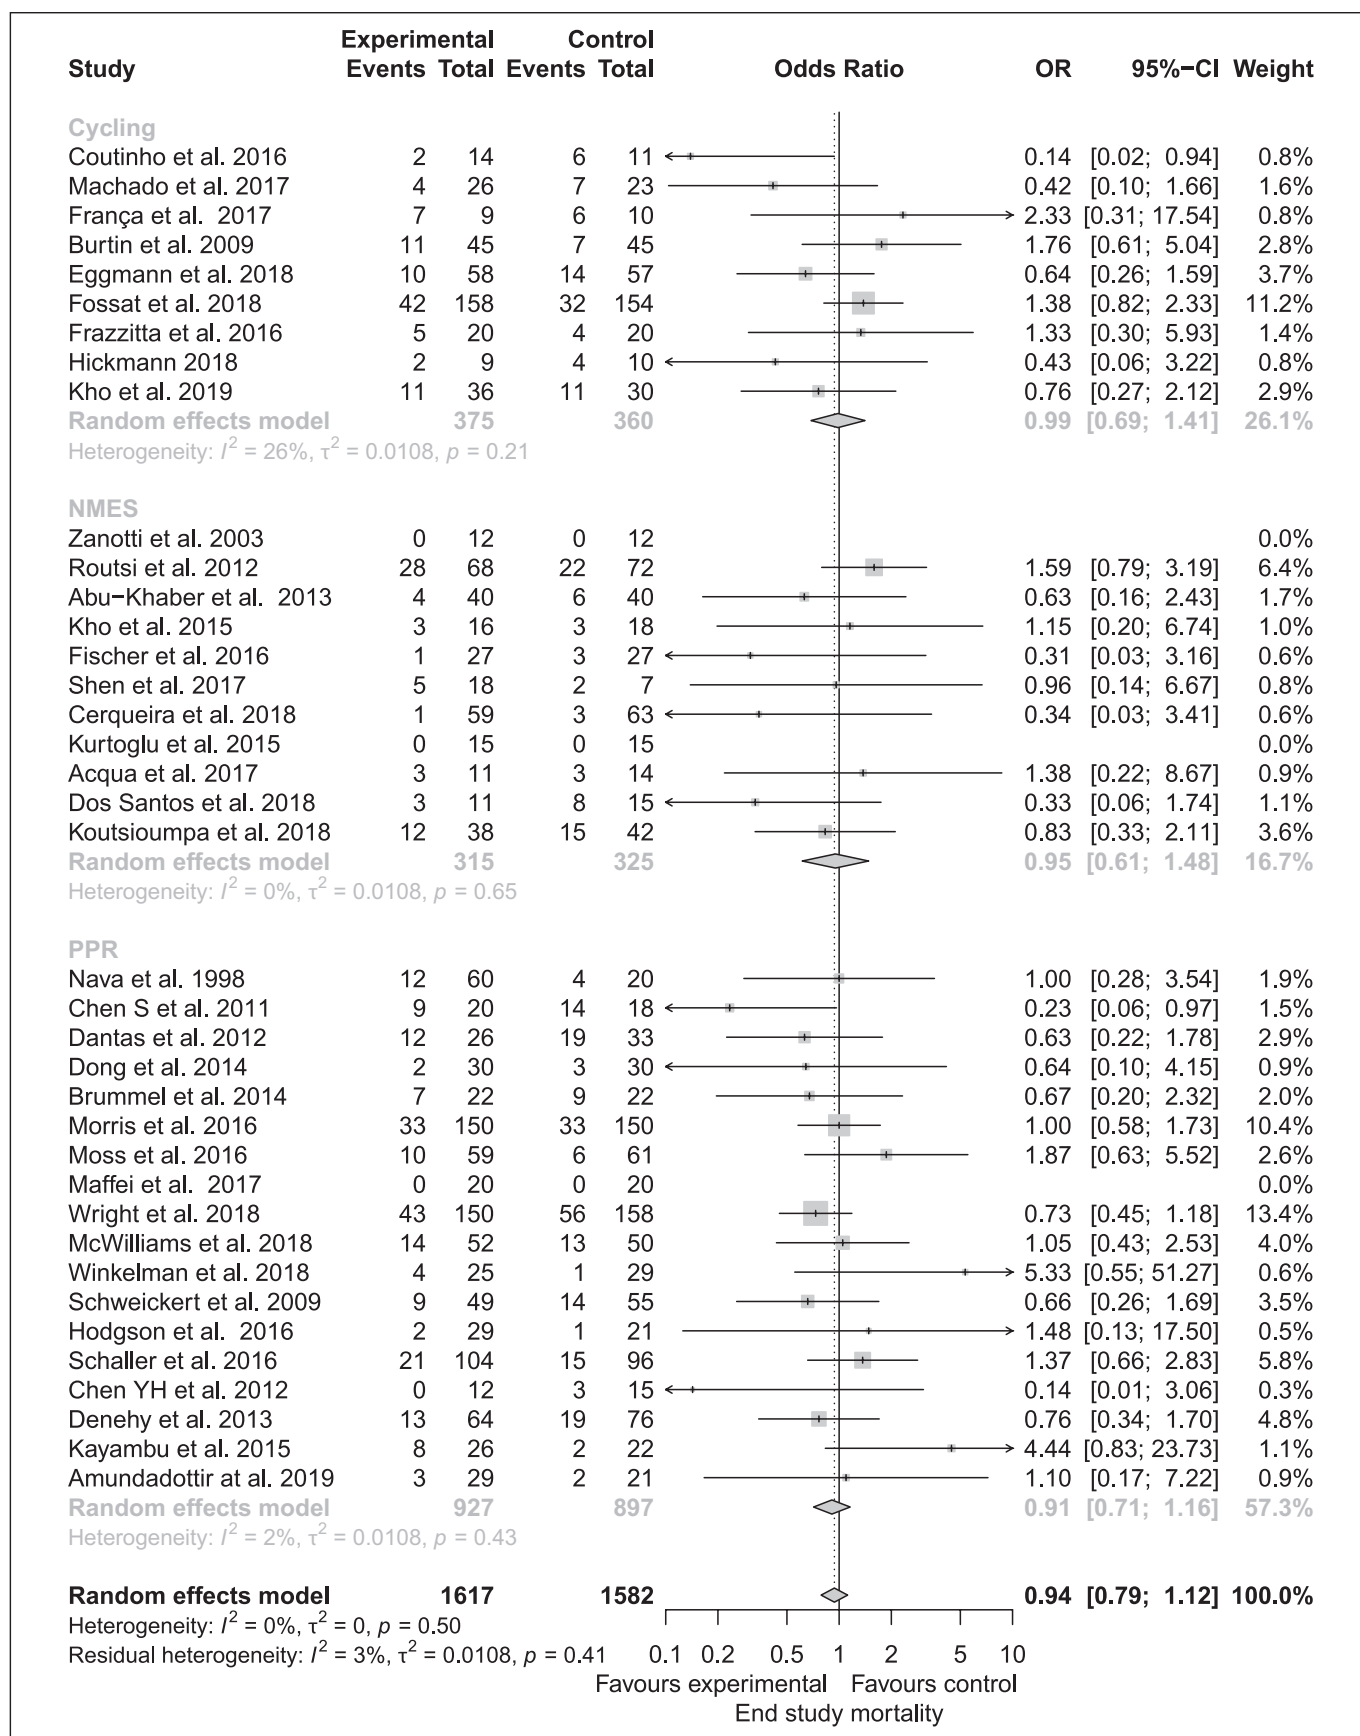 Experimental Control
Study Events Total Events Total Odds Ratio OR 95%−CI Weight
Cycling
Coutinho et al. 2016 2 14 6 11 0.14 [0.02; 0.94] 0.8%
Machado et al. 2017 4 26 7 23 0.42 [0.10; 1.66] 1.6%
França et al. 2017 7 9 6 10 2.33 [0.31; 17.54] 0.8%
Burtin et al. 2009 11 45 7 45 1.76 [0.61; 5.04] 2.8%
Eggmann et al. 2018 10 58 14 57 0.64 [0.26; 1.59] 3.7%
Fossat et al. 2018 42 158 32 154 1.38 [0.82; 2.33] 11.2%
Frazzitta et al. 2016 5 20 4 20 1.33 [0.30; 5.93] 1.4%
Hickmann 2018 2 9 4 10 0.43 [0.06; 3.22] 0.8%
Kho et al. 2019 11 36 11 30 0.76 [0.27; 2.12] 2.9%
Random effects model 375 360 0.99 [0.69; 1.41] 26.1%
Heterogeneity: I² = 26%, τ² = 0.0108, p = 0.21
NMES
Zanotti et al. 2003 0 12 0 12 0.0%
Routsi et al. 2012 28 68 22 72 1.59 [0.79; 3.19] 6.4%
Abu−Khaber et al. 2013 4 40 6 40 0.63 [0.16; 2.43] 1.7%
Kho et al. 2015 3 16 3 18 1.15 [0.20; 6.74] 1.0%
Fischer et al. 2016 1 27 3 27 0.31 [0.03; 3.16] 0.6%
Shen et al. 2017 5 18 2 7 0.96 [0.14; 6.67] 0.8%
Cerqueira et al. 2018 1 59 3 63 0.34 [0.03; 3.41] 0.6%
Kurtoglu et al. 2015 0 15 0 15 0.0%
Acqua et al. 2017 3 11 3 14 1.38 [0.22; 8.67] 0.9%
Dos Santos et al. 2018 3 11 8 15 0.33 [0.06; 1.74] 1.1%
Koutsioumpa et al. 2018 12 38 15 42 0.83 [0.33; 2.11] 3.6%
Random effects model 315 325 0.95 [0.61; 1.48] 16.7%
Heterogeneity: I² = 0%, τ² = 0.0108, p = 0.65
PPR
Nava et al. 1998 12 60 4 20 1.00 [0.28; 3.54] 1.9%
Chen S et al. 2011 9 20 14 18 0.23 [0.06; 0.97] 1.5%
Dantas et al. 2012 12 26 19 33 0.63 [0.22; 1.78] 2.9%
Dong et al. 2014 2 30 3 30 0.64 [0.10; 4.15] 0.9%
Brummel et al. 2014 7 22 9 22 0.67 [0.20; 2.32] 2.0%
Morris et al. 2016 33 150 33 150 1.00 [0.58; 1.73] 10.4%
Moss et al. 2016 10 59 6 61 1.87 [0.63; 5.52] 2.6%
Maffei et al. 2017 0 20 0 20 0.0%
Wright et al. 2018 43 150 56 158 0.73 [0.45; 1.18] 13.4%
McWilliams et al. 2018 14 52 13 50 1.05 [0.43; 2.53] 4.0%
Winkelman et al. 2018 4 25 1 29 5.33 [0.55; 51.27] 0.6%
Schweickert et al. 2009 9 49 14 55 0.66 [0.26; 1.69] 3.5%
Hodgson et al. 2016 2 29 1 21 1.48 [0.13; 17.50] 0.5%
Schaller et al. 2016 21 104 15 96 1.37 [0.66; 2.83] 5.8%
Chen YH et al. 2012 0 12 3 15 0.14 [0.01; 3.06] 0.3%
Denehy et al. 2013 13 64 19 76 0.76 [0.34; 1.70] 4.8%
Kayambu et al. 2015 8 26 2 22 4.44 [0.83; 23.73] 1.1%
Amundadottir at al. 2019 3 29 2 21 1.10 [0.17; 7.22] 0.9%
Random effects model 927 897 0.91 [0.71; 1.16] 57.3%
Heterogeneity: I² = 2%, τ² = 0.0108, p = 0.43
Random effects model 1617 1582 0.94 [0.79; 1.12] 100.0%
Heterogeneity: I² = 0%, τ² = 0, p = 0.50
Residual heterogeneity: I² = 3%, τ² = 0.0108, p = 0.41 0.1 0.2 0.5 1 2 5 10
Favours experimental Favours control
End study mortality